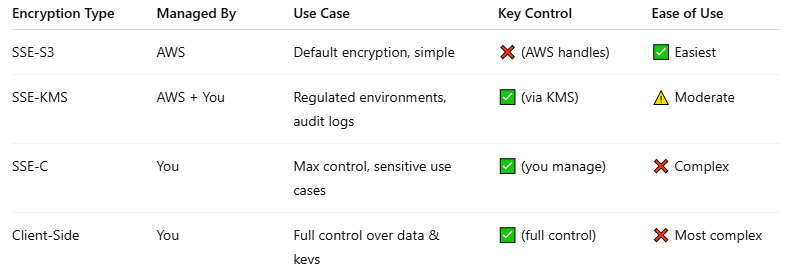 Encryption Type Managed By Use Case Key Control Ease of Use
SSE-S3 AWS Default encryption, simple ❌ (AWS handles) ✅ Easiest
SSE-KMS AWS + You Regulated environments, ✅ (via KMS) ⚠️ Moderate
audit logs
SSE-C You Max control, sensitive use ✅ (you manage) ❌ Complex
cases
Client-Side You Full control over data & ✅ (full control) ❌ Most complex
keys